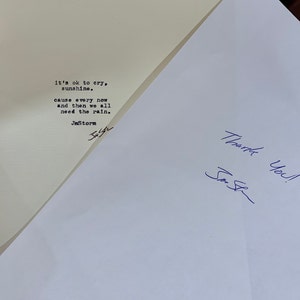 it's ok to cry,
sunshine.
cause every now
and then we all
need the rain.
JmStorm
Thank You!